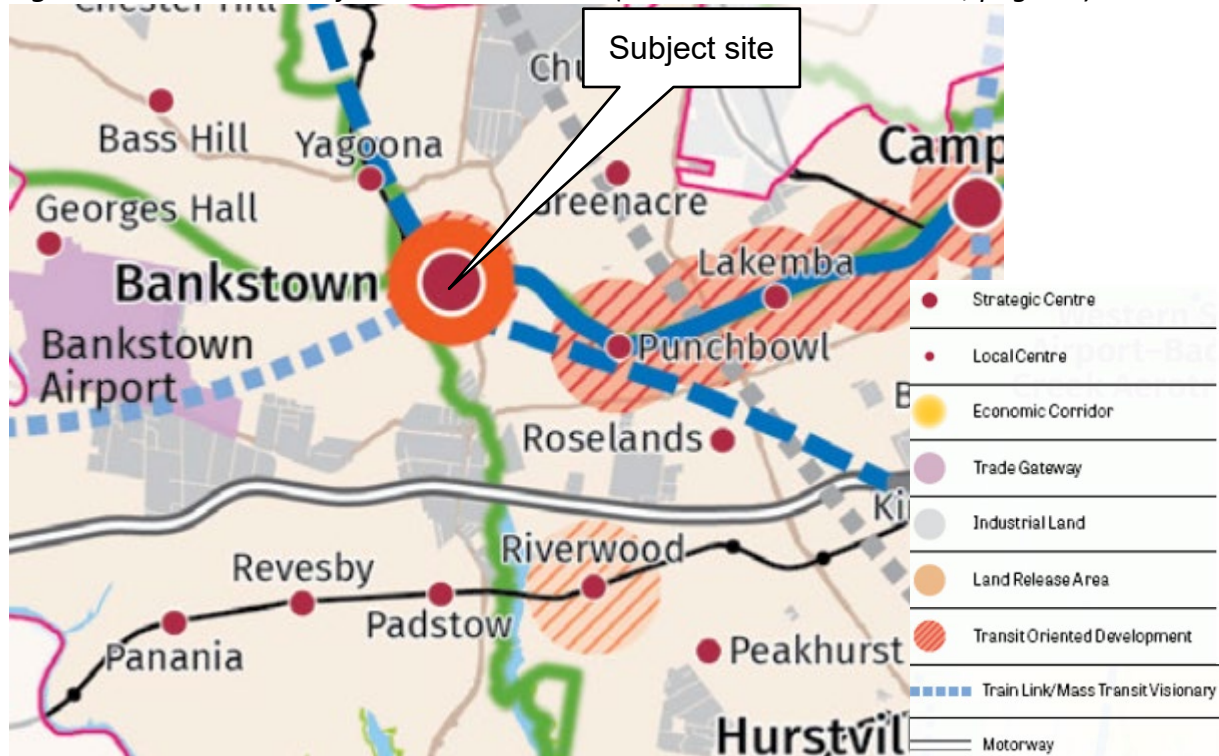 Subject site
Bass Hill
Yagoona
Greenacre
Camp
Georges Hall
Lakemba
Bankstown
Bankstown
Airport
Punchbowl
Roselands
Riverwood
Revesby
Padstow
Panania
Peakhurst
Hurstvil
Strategic Centre
Local Centre
Economic Corridor
Trade Gateway
Industrial Land
Land Release Area
Transit Oriented Development
Train Link/Mass Transit Visionary
Motorway